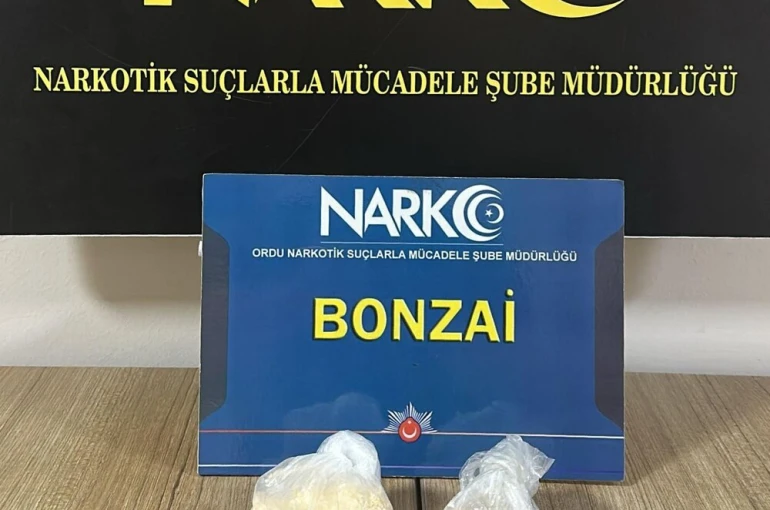 NARKO
NARKOTİK SUÇLARLA MÜCADELE ŞUBE MÜDÜRLÜĞÜ
NARKO
ORDU NARKOTİK SUÇLARLA MÜCADELE ŞUBE MÜDÜRLÜĞÜ
BONZAİ